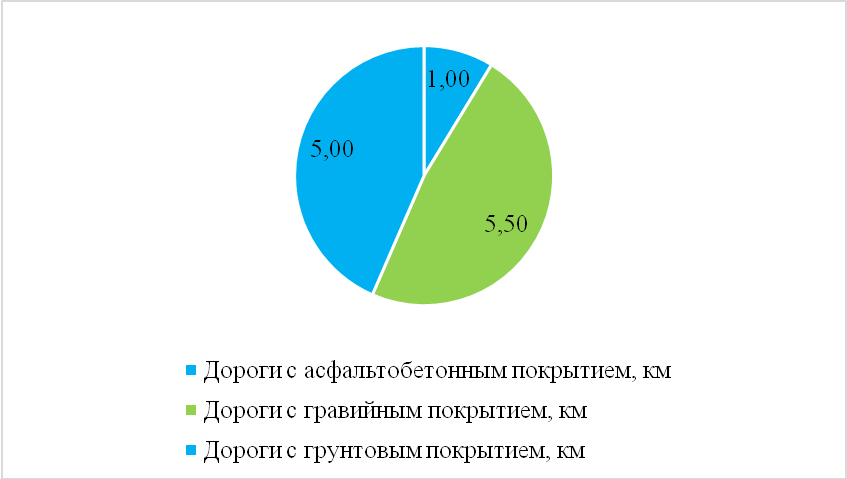 1,00
5,00
5,50
Дороги с асфальтобетонным покрытием, км
Дороги с гравийным покрытием, км
Дороги с грунтовым покрытием, км